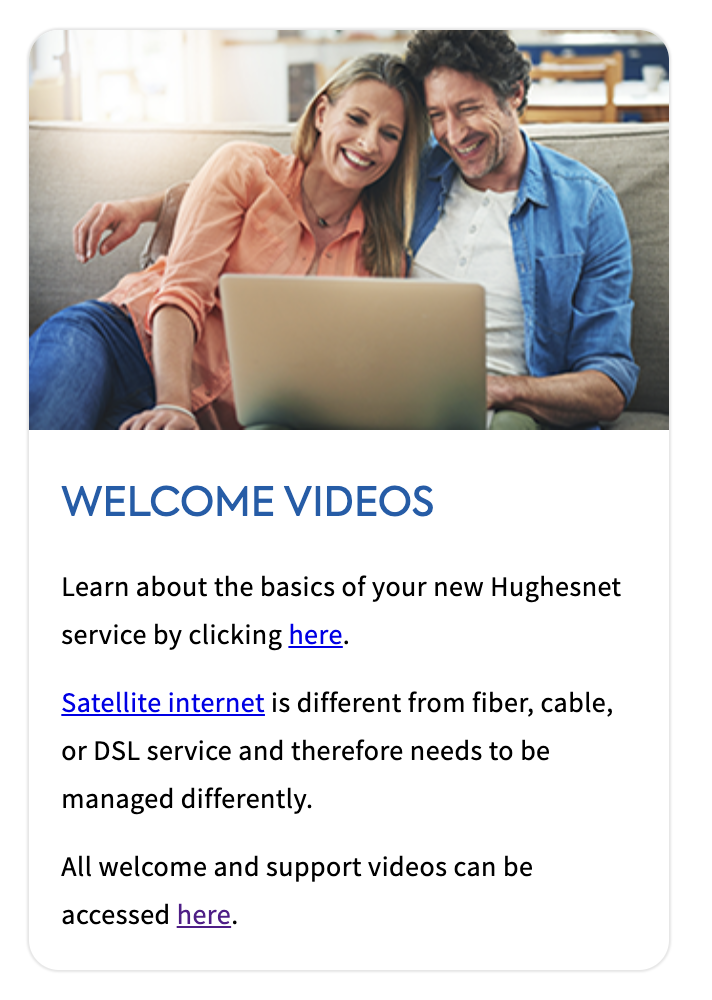 WELCOME VIDEOS
Learn about the basics of your new Hughesnet
service by clicking here.
Satellite internet is different from fiber, cable,
or DSL service and therefore needs to be
managed differently.
All welcome and support videos can be
accessed here.